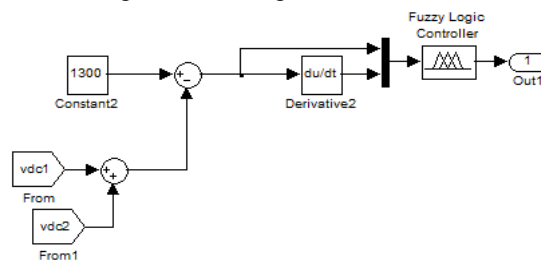 Fuzzy Logic
Controller
1300
Constant2
+
-
du/dt
Derivative2
1
Out1
vdc1
From
+
+
vdc2
From1